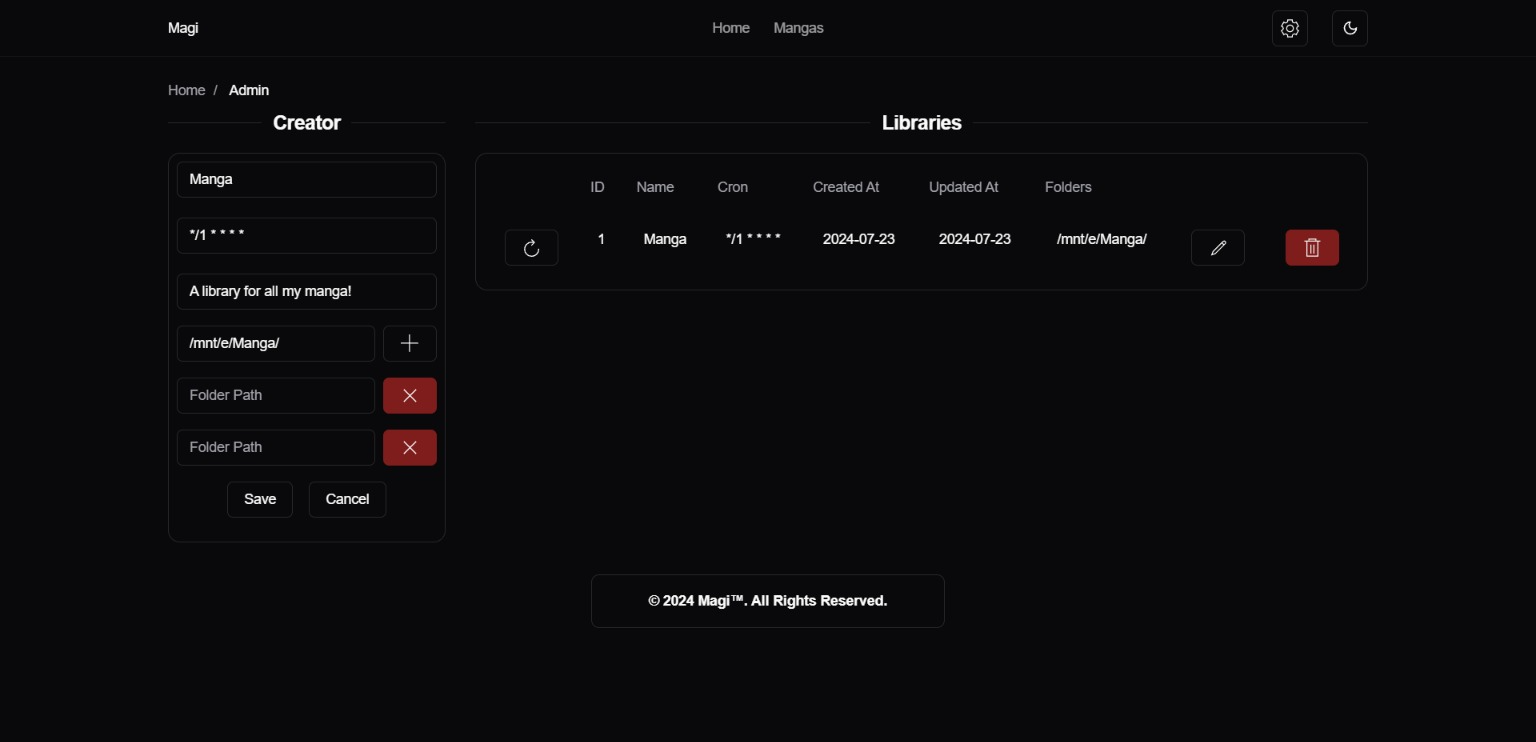 Magi Home Mangas
Home / Admin
Creator
Manga
*/1 * * * *
A library for all my manga!
/mnt/e/Manga/
Folder Path
Folder Path
Save Cancel
Libraries
ID Name Cron Created At Updated At Folders
1 Manga */1 * * * * 2024-07-23 2024-07-23 /mnt/e/Manga/
© 2024 Magi™. All Rights Reserved.